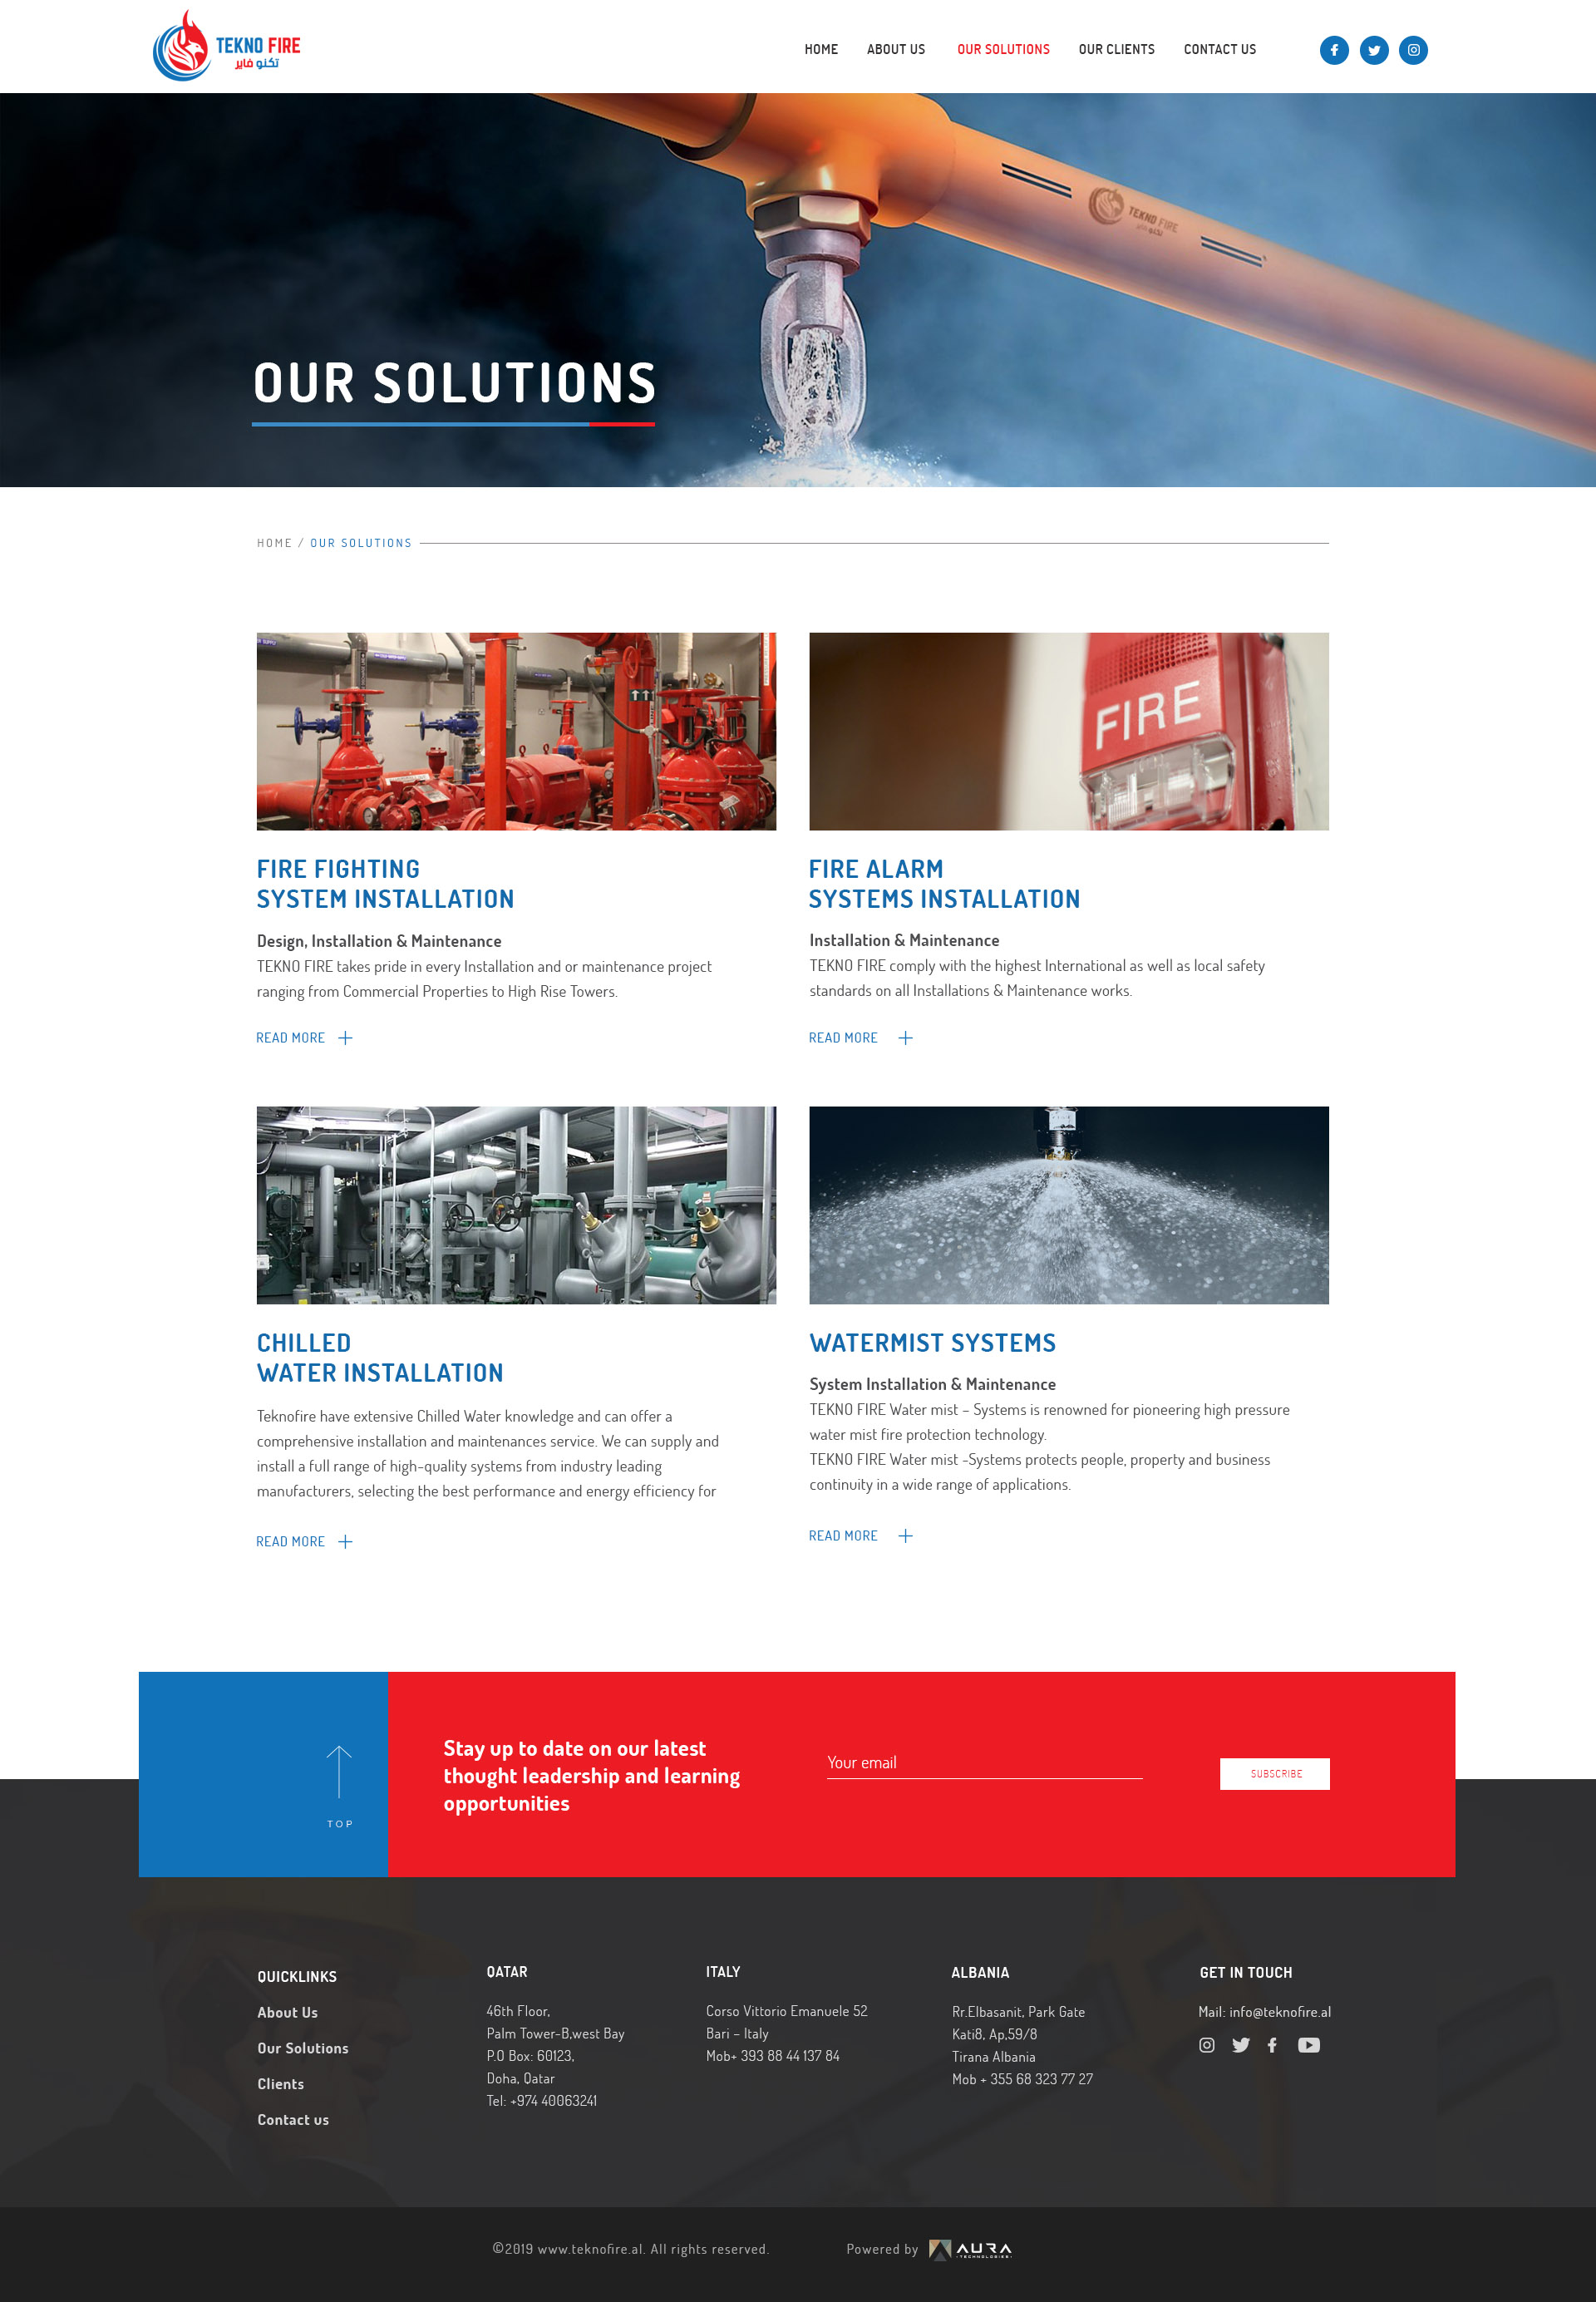 TEKNO FIRE
تكنو فاير
HOME
ABOUT US
OUR SOLUTIONS
OUR CLIENTS
CONTACT US
TEKNO FIRE
تكنو فاير
OUR SOLUTIONS
HOME / OUR SOLUTIONS
FIRE
FIRE FIGHTING
SYSTEM INSTALLATION
Design, Installation & Maintenance
TEKNO FIRE takes pride in every Installation and or maintenance project
ranging from Commercial Properties to High Rise Towers.
READ MORE
FIRE ALARM
SYSTEMS INSTALLATION
Installation & Maintenance
TEKNO FIRE comply with the highest International as well as local safety
standards on all Installations & Maintenance works.
READ MORE
CHILLED
WATER INSTALLATION
Teknofire have extensive Chilled Water knowledge and can offer a
comprehensive installation and maintenances service. We can supply and
install a full range of high-quality systems from industry leading
manufacturers, selecting the best performance and energy efficiency for
READ MORE
WATERMIST SYSTEMS
System Installation & Maintenance
TEKNO FIRE Water mist – Systems is renowned for pioneering high pressure
water mist fire protection technology.
TEKNO FIRE Water mist -Systems protects people, property and business
continuity in a wide range of applications.
READ MORE
TOP
Stay up to date on our latest
thought leadership and learning
opportunities
Your email
SUBSCRIBE
QUICKLINKS
About Us
Our Solutions
Clients
Contact us
QATAR
46th Floor,
Palm Tower-B,west Bay
P.O Box: 60123,
Doha, Qatar
Tel: +974 40063241
ITALY
Corso Vittorio Emanuele 52
Bari – Italy
Mob+ 393 88 44 137 84
ALBANIA
Rr.Elbasanit, Park Gate
Kati8, Ap,59/8
Tirana Albania
Mob + 355 68 323 77 27
GET IN TOUCH
Mail: info@teknofire.al
©2019 www.teknofire.al. All rights reserved.
Powered by
AURA
TECHNOLOGIES